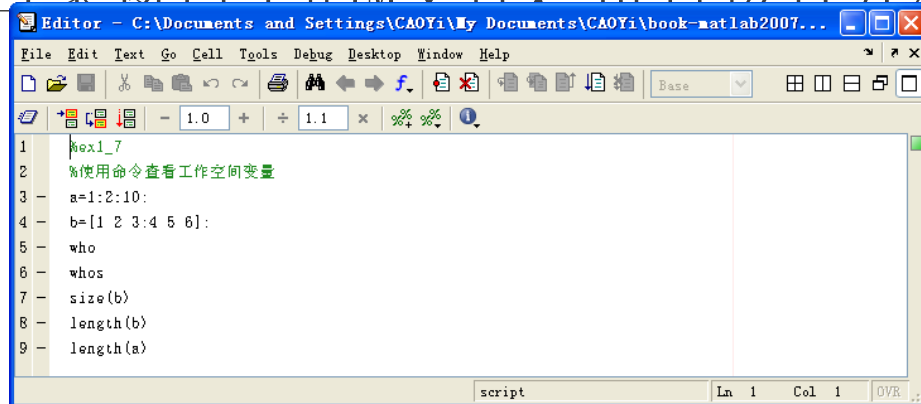 Editor - C:\Documents and Settings\CAOYi\My Documents\CAOYi\book-matlab2007...
File Edit Text Go Cell Tools Debug Desktop Window Help
Base
1.0 1.1
1 %ex1_7
2 %使用命令查看工作空间变量
3 - a=1:2:10;
4 - b=[1 2 3;4 5 6];
5 - who
6 - whos
7 - size(b)
8 - length(b)
9 - length(a)
script Ln 1 Col 1 OVR